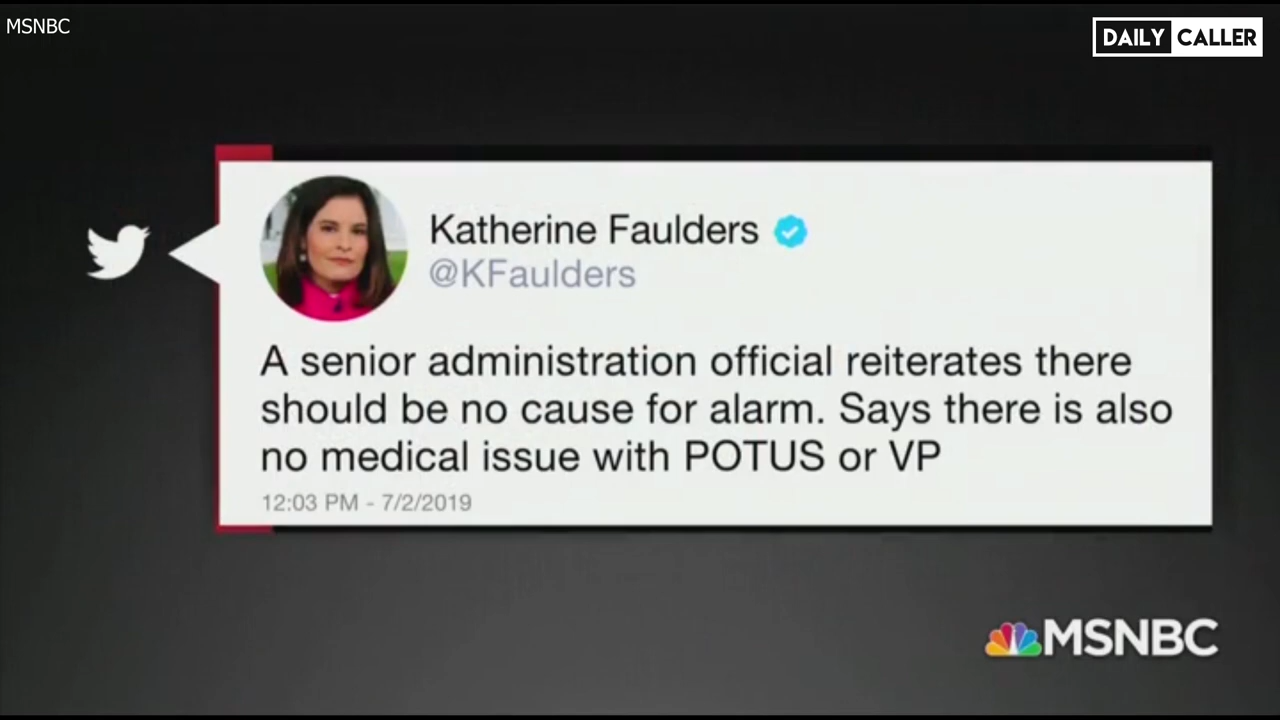 MSNBC
DAILY CALLER
Katherine Faulders
@KFaulders
A senior administration official reiterates there
should be no cause for alarm. Says there is also
no medical issue with POTUS or VP
12:03 PM - 7/2/2019
MSNBC